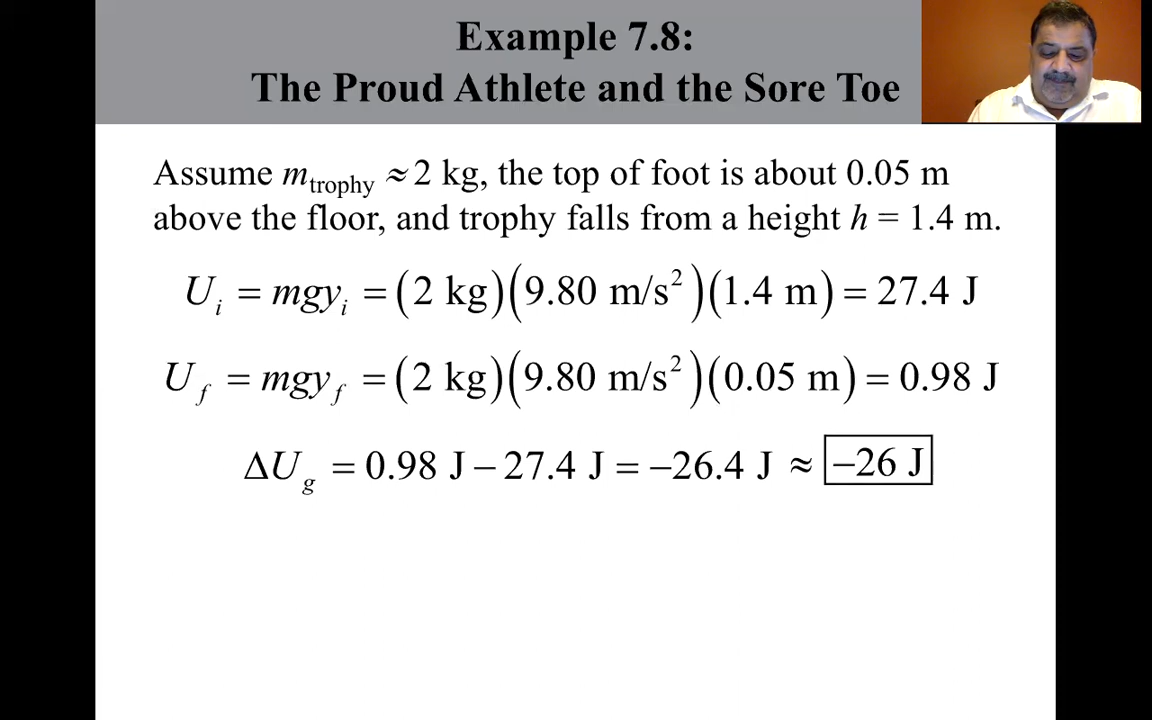 Example 7.8:
The Proud Athlete and the Sore Toe
Assume m_trophy ≈ 2 kg, the top of foot is about 0.05 m
above the floor, and trophy falls from a height h = 1.4 m.
U_i = mgy_i = (2 kg)(9.80 m/s²)(1.4 m) = 27.4 J
U_f = mgy_f = (2 kg)(9.80 m/s²)(0.05 m) = 0.98 J
ΔU_g = 0.98 J − 27.4 J = −26.4 J ≈ −26 J